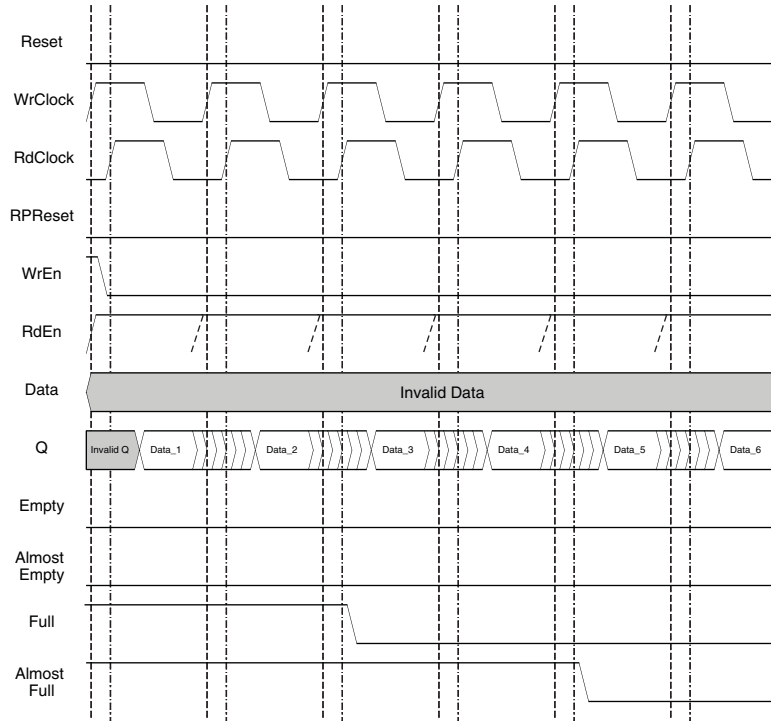 Reset
WrClock
RdClock
RPReset
WrEn
RdEn
Data
Invalid Data
Q
Invalid Q
Data_1
Data_2
Data_3
Data_4
Data_5
Data_6
Empty
Almost
Empty
Full
Almost
Full